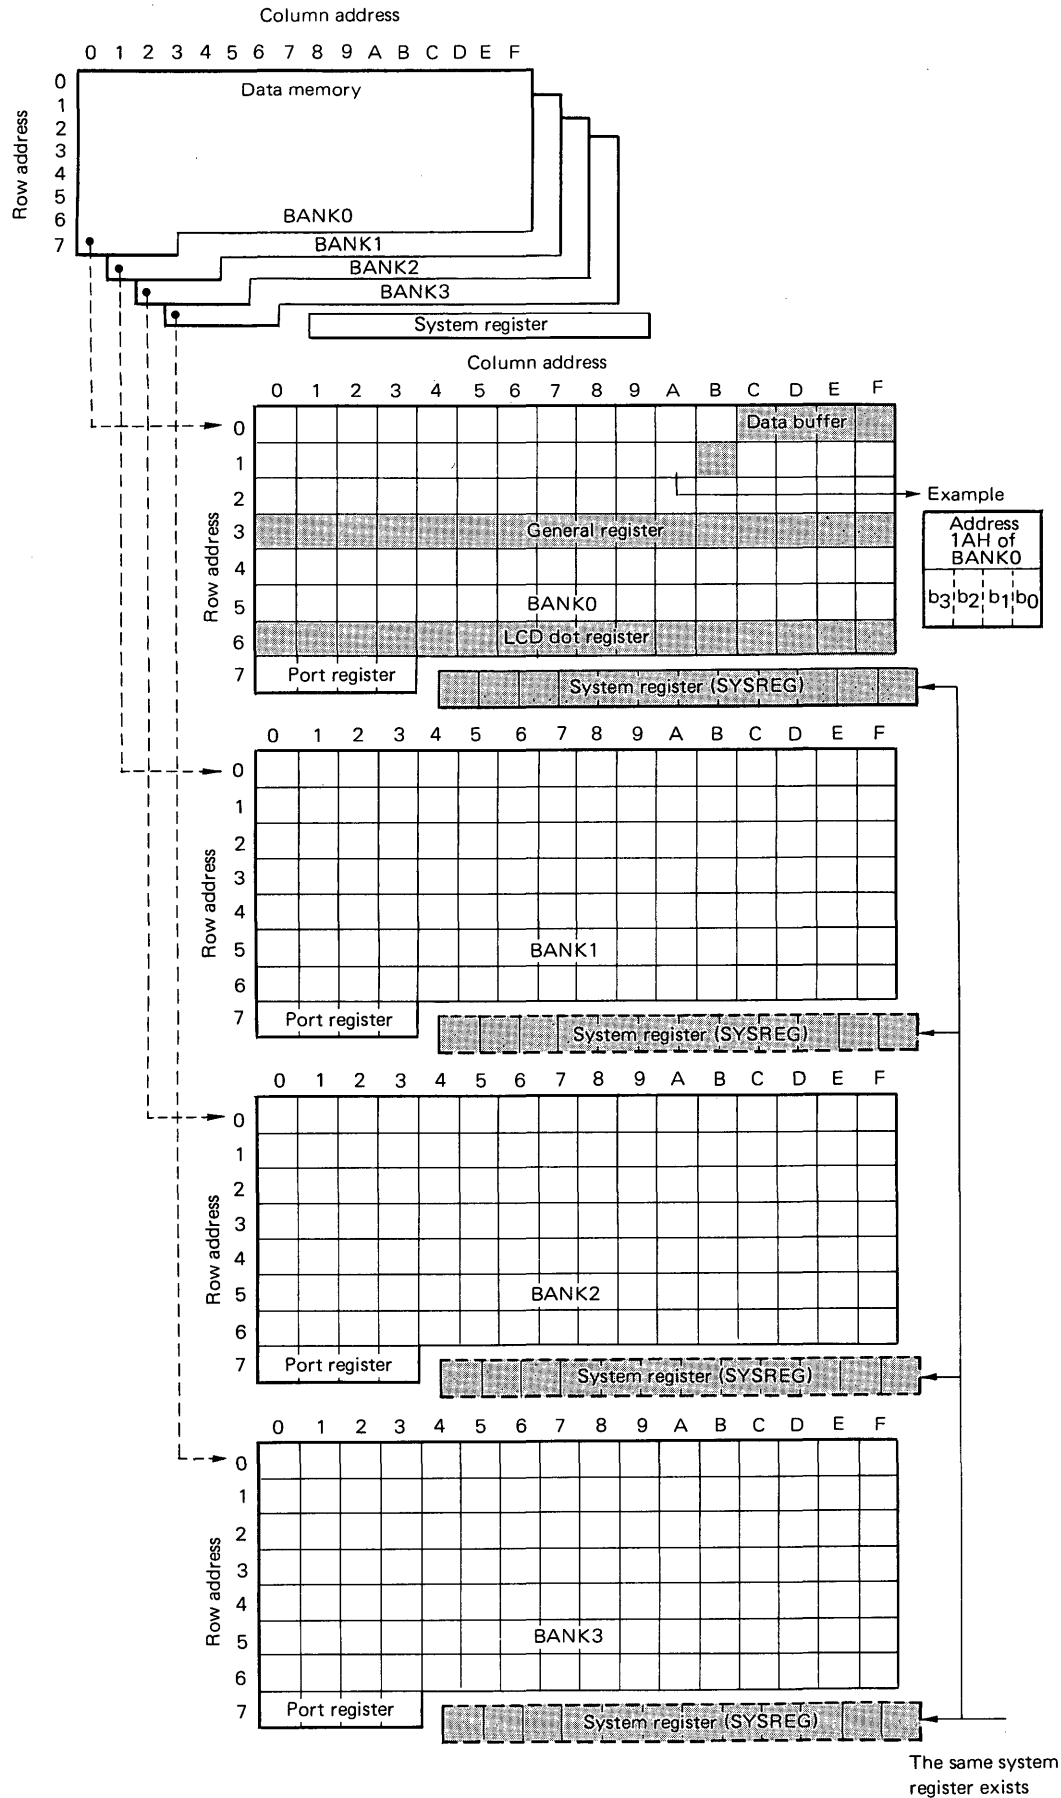 Column address
0 1 2 3 4 5 6 7 8 9 A B C D E F
Row address
0
1
2
3
4
5
6
7
Data memory
BANK0
BANK1
BANK2
BANK3
System register
Column address
0 1 2 3 4 5 6 7 8 9 A B C D E F
Row address
0
1
2
3
4
5
6
7
Data buffer
General register
BANK0
LCD dot register
Port register
System register (SYSREG)
Example
Address
1AH of
BANK0
b3 b2 b1 b0
0 1 2 3 4 5 6 7 8 9 A B C D E F
Row address
0
1
2
3
4
5
6
7
BANK1
Port register
System register (SYSREG)
0 1 2 3 4 5 6 7 8 9 A B C D E F
Row address
0
1
2
3
4
5
6
7
BANK2
Port register
System register (SYSREG)
0 1 2 3 4 5 6 7 8 9 A B C D E F
Row address
0
1
2
3
4
5
6
7
BANK3
Port register
System register (SYSREG)
The same system
register exists